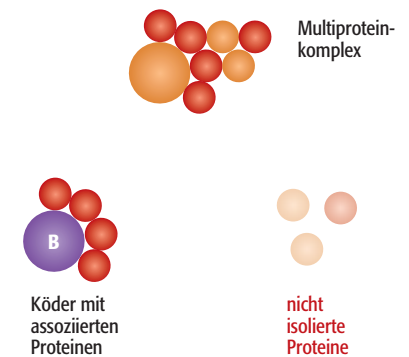 Multiprotein-
komplex
B
Köder mit
assoziierten
Proteinen
nicht
isolierte
Proteine